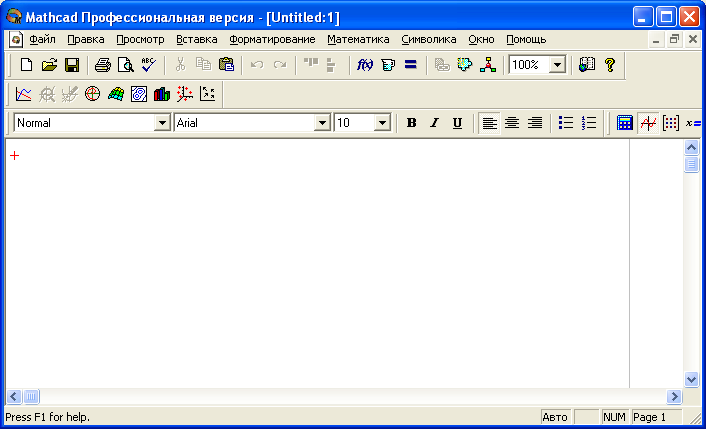 Mathcad Профессиональная версия - [Untitled:1]
Файл Правка Просмотр Вставка Форматирование Математика Символика Окно Помощь
ABC f(x) 100% ?
Normal Arial 10 B I U x=
Press F1 for help. Авто NUM Page 1